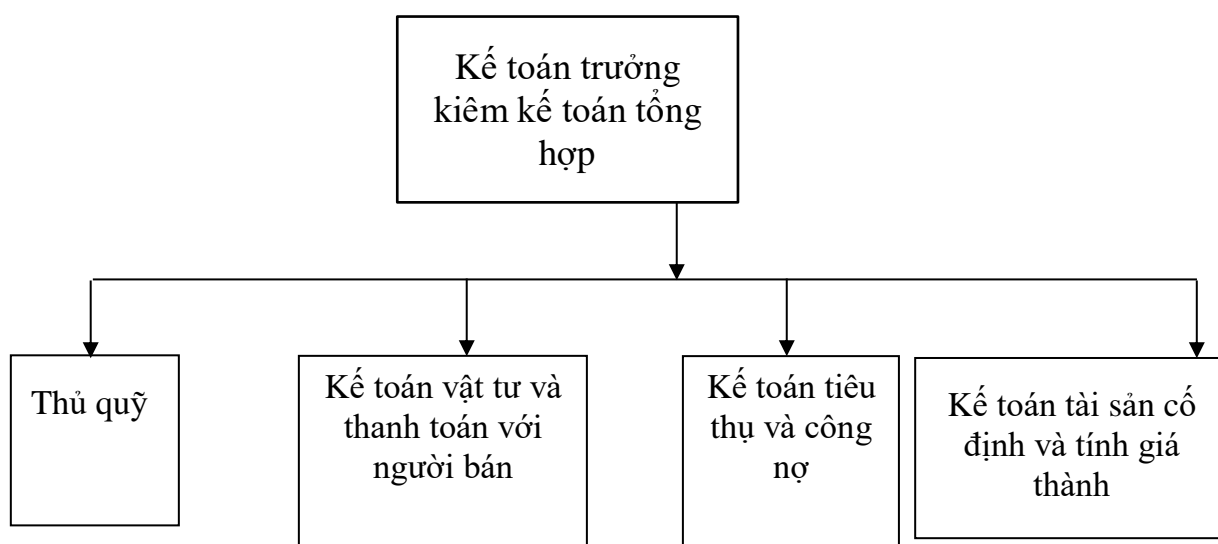 Kế toán trưởng
kiêm kế toán tổng
hợp
Thủ quỹ
Kế toán vật tư và
thanh toán với
người bán
Kế toán tiêu
thụ và công
nợ
Kế toán tài sản cố
định và tính giá
thành